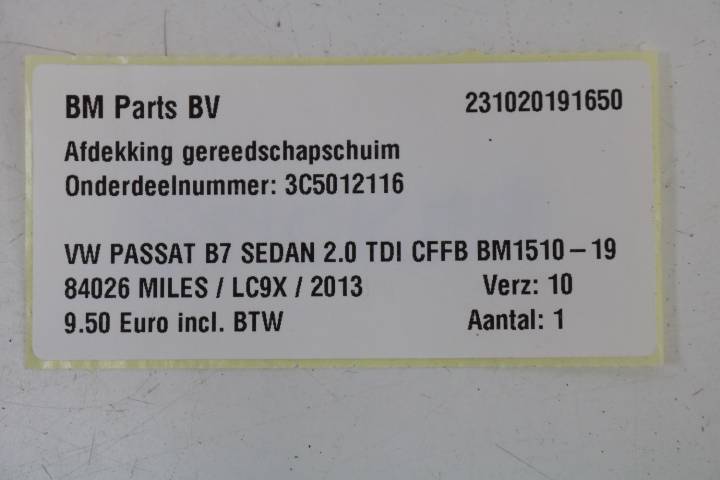 BM Parts BV 231020191650
Afdekking gereedschapschuim
Onderdeelnummer: 3C5012116
VW PASSAT B7 SEDAN 2.0 TDI CFFB BM1510-19
84026 MILES / LC9X / 2013 Verz: 10
9.50 Euro incl. BTW Aantal: 1